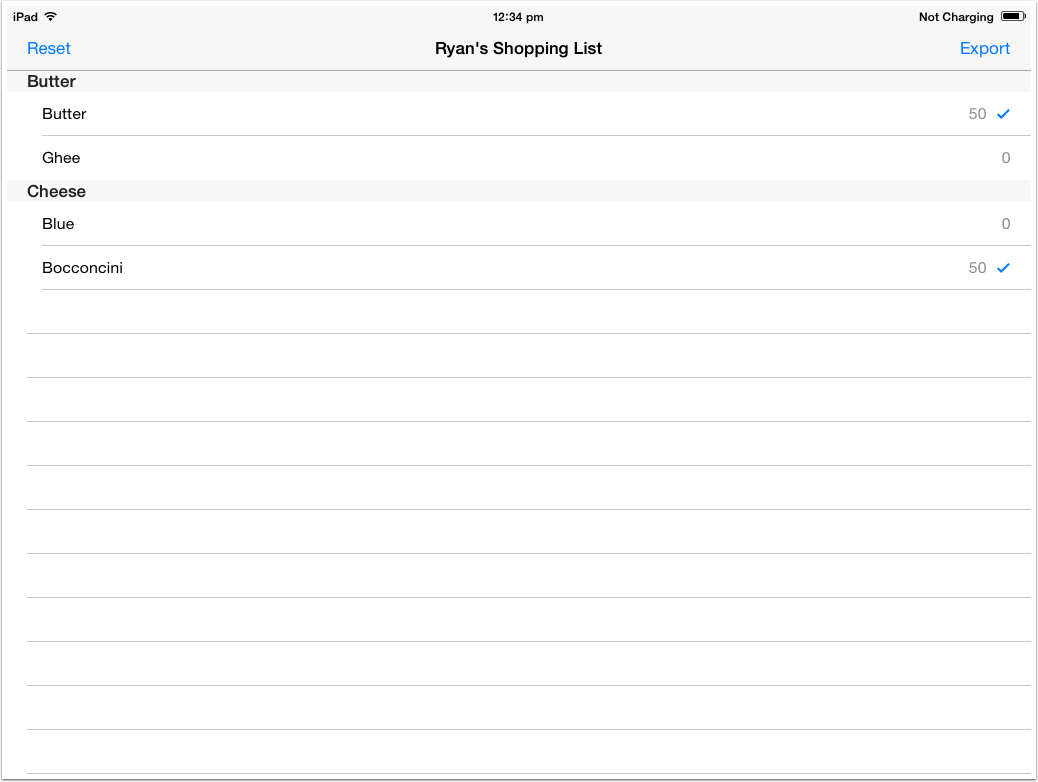 iPad 12:34 pm Not Charging
Reset Ryan's Shopping List Export
Butter
Butter 50
Ghee 0
Cheese
Blue 0
Bocconcini 50